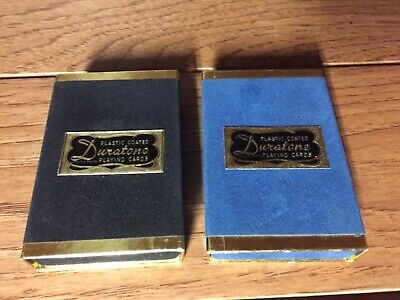 PLASTIC COATED
Duratone
PLAYING CARDS
PLASTIC COATED
Duratone
PLAYING CARDS